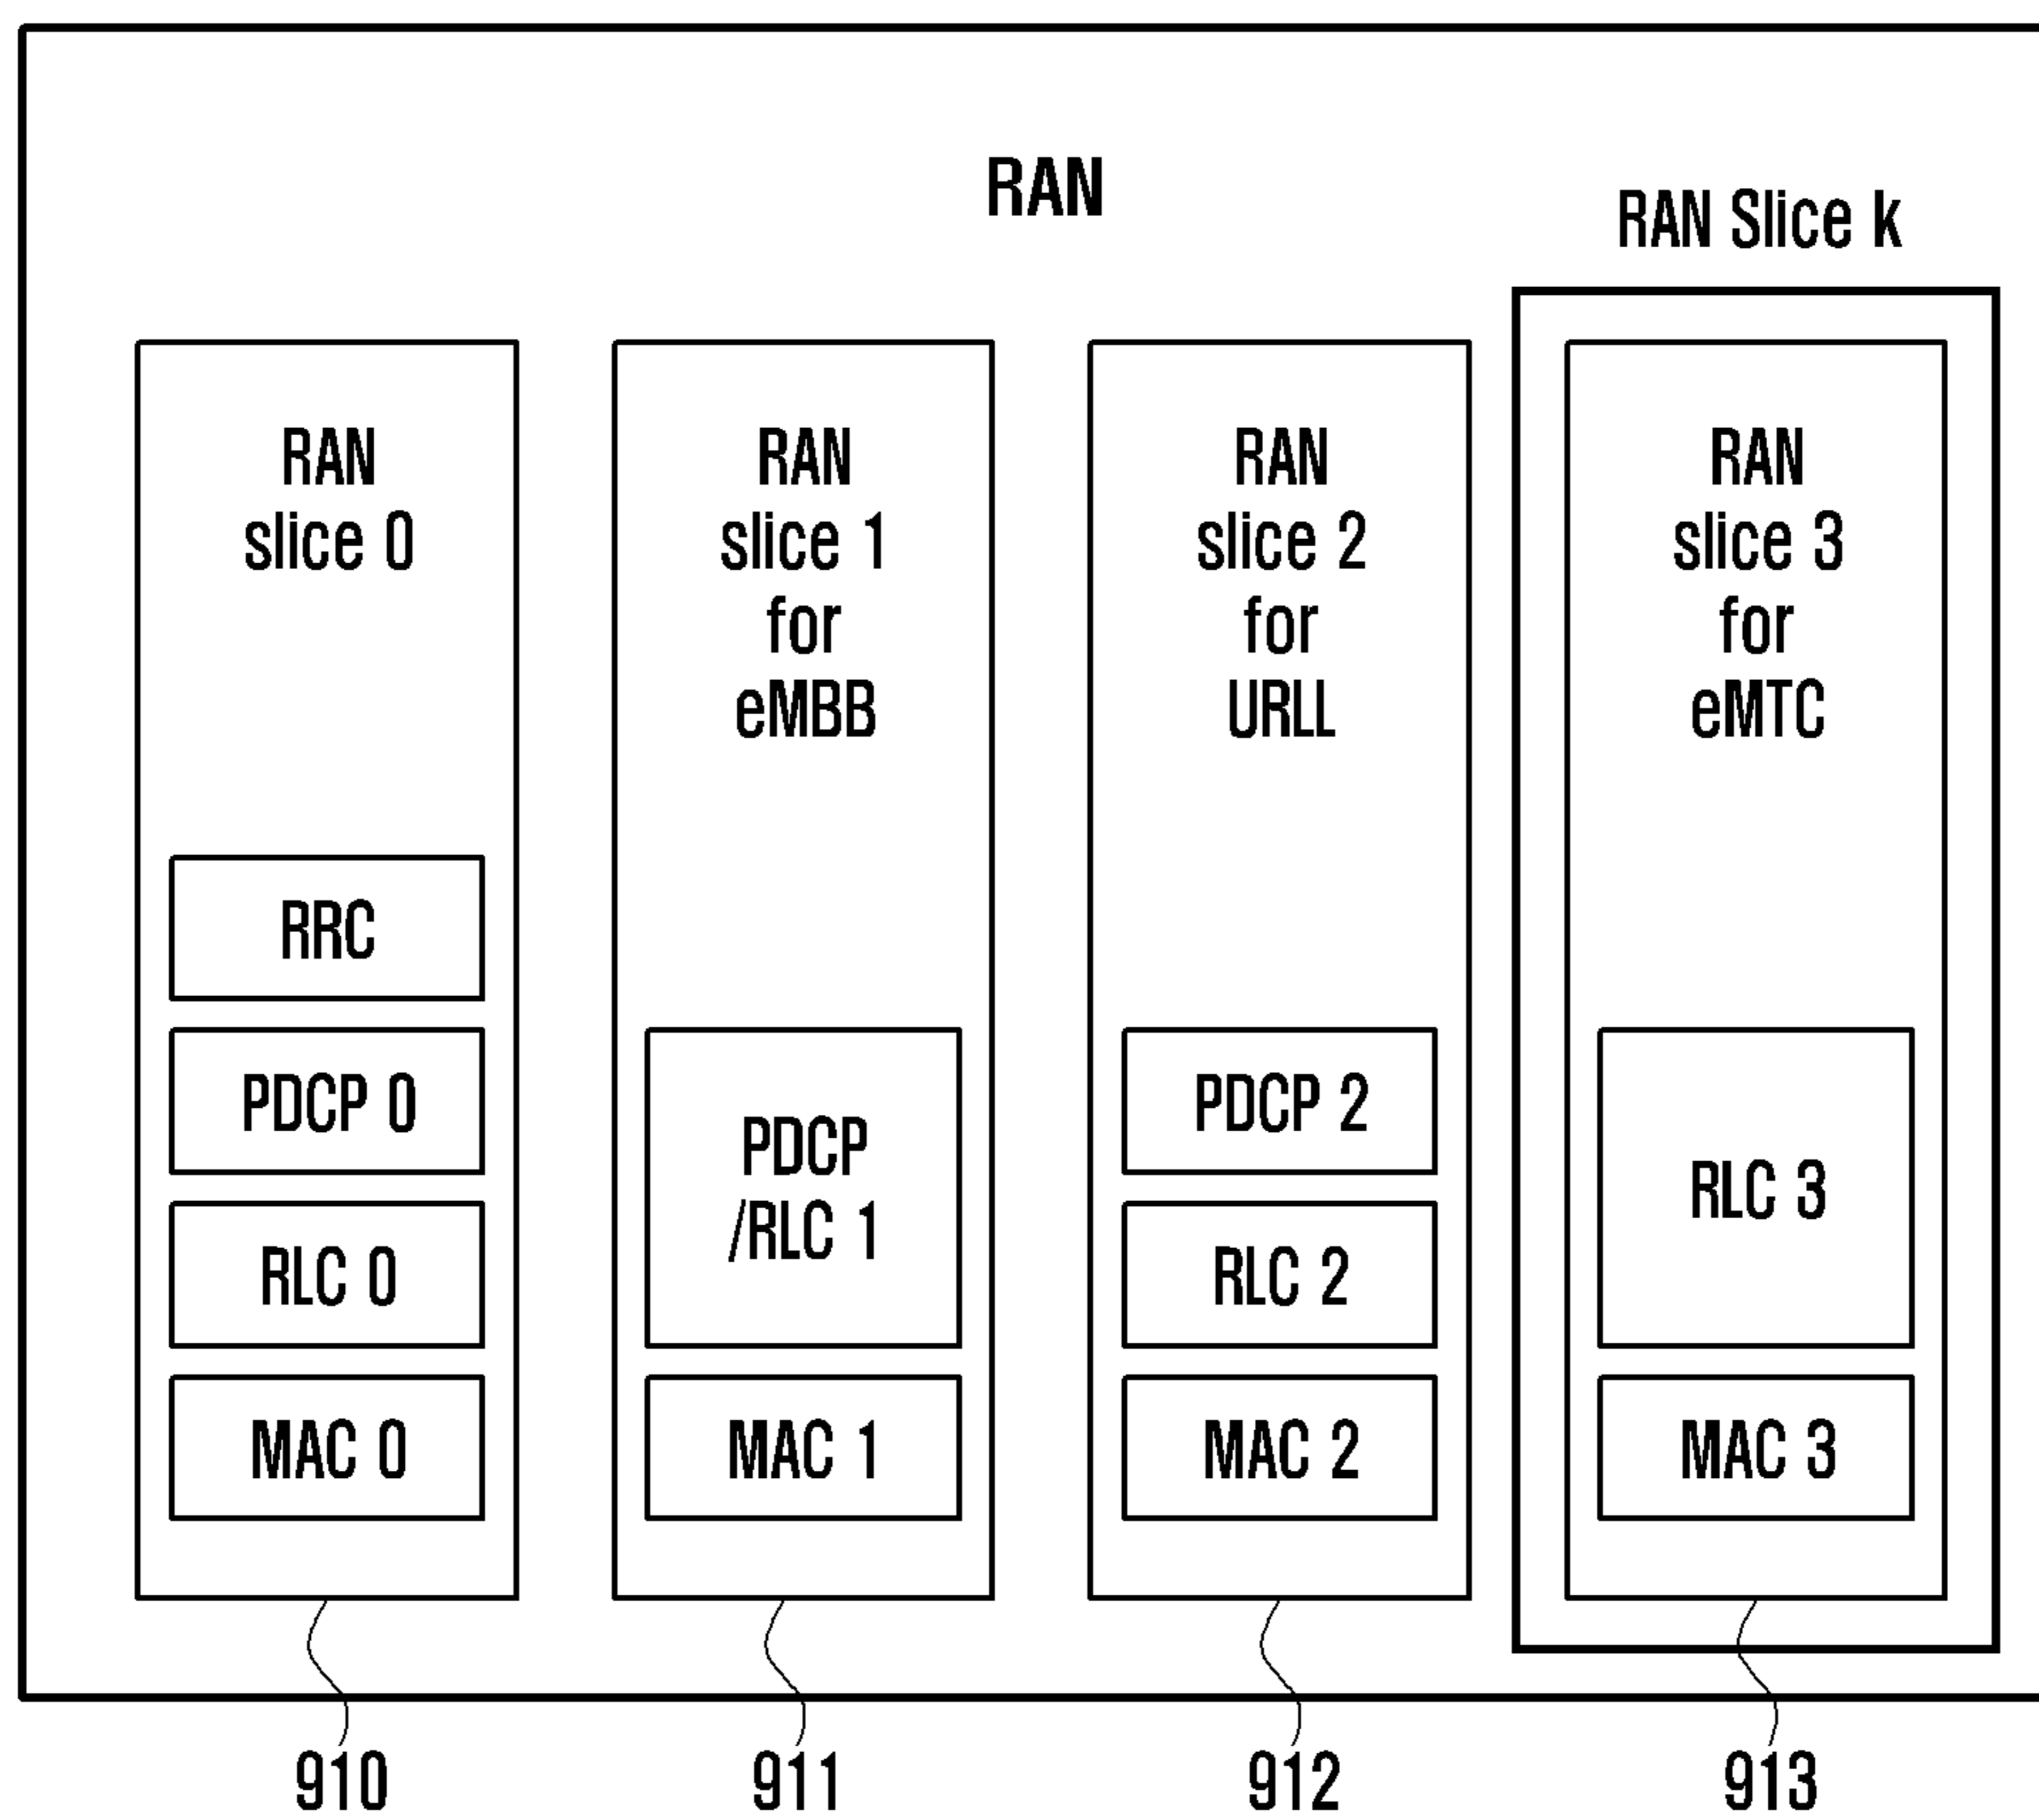 RAN
RAN Slice k
RAN
slice 0
RRC
PDCP 0
RLC 0
MAC 0
RAN
slice 1
for
eMBB
PDCP
/RLC 1
MAC 1
RAN
slice 2
for
URLL
PDCP 2
RLC 2
MAC 2
RAN
slice 3
for
eMTC
RLC 3
MAC 3
910
911
912
913